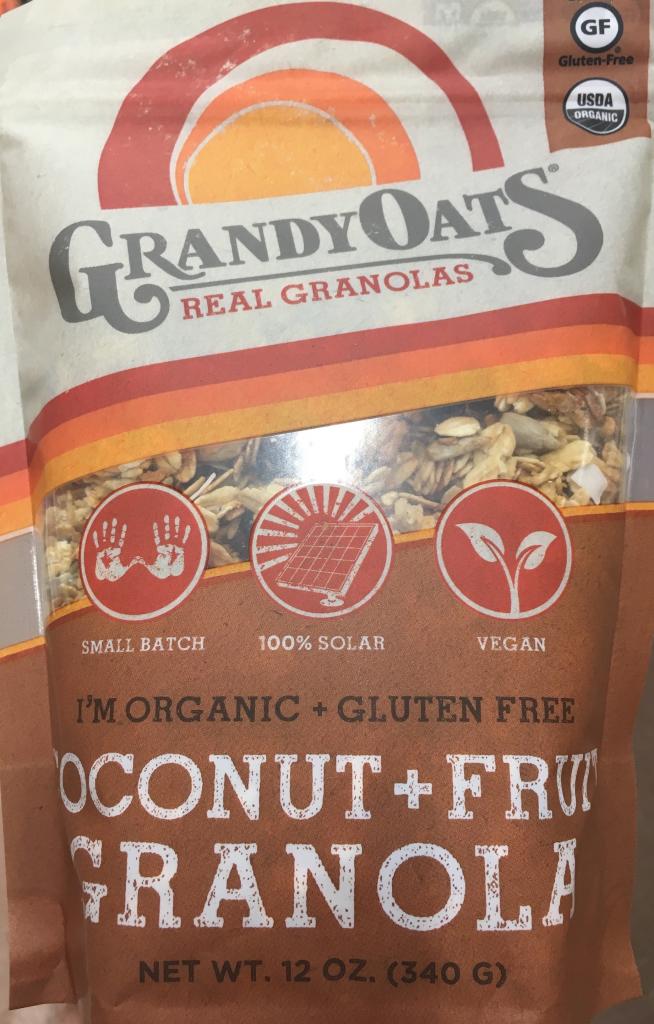 GF
Gluten-Free
USDA
ORGANIC
GRANDYOATS®
REAL GRANOLAS
SMALL BATCH
100% SOLAR
VEGAN
I'M ORGANIC + GLUTEN FREE
OCONUT+FRUIT
GRANOLA
NET WT. 12 OZ. (340 G)